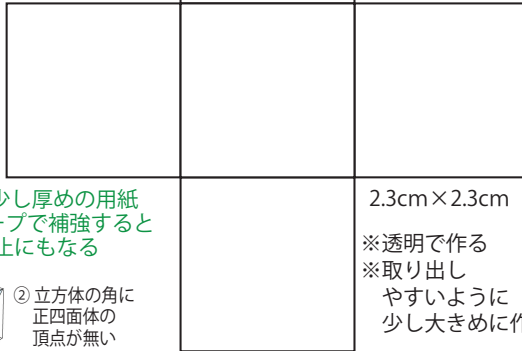 少し厚めの用紙
ープで補強すると
止にもなる
2.3cm×2.3cm
※透明で作る
※取り出し
やすいように
少し大きめに作
② 立方体の角に
正四面体の
頂点が無い